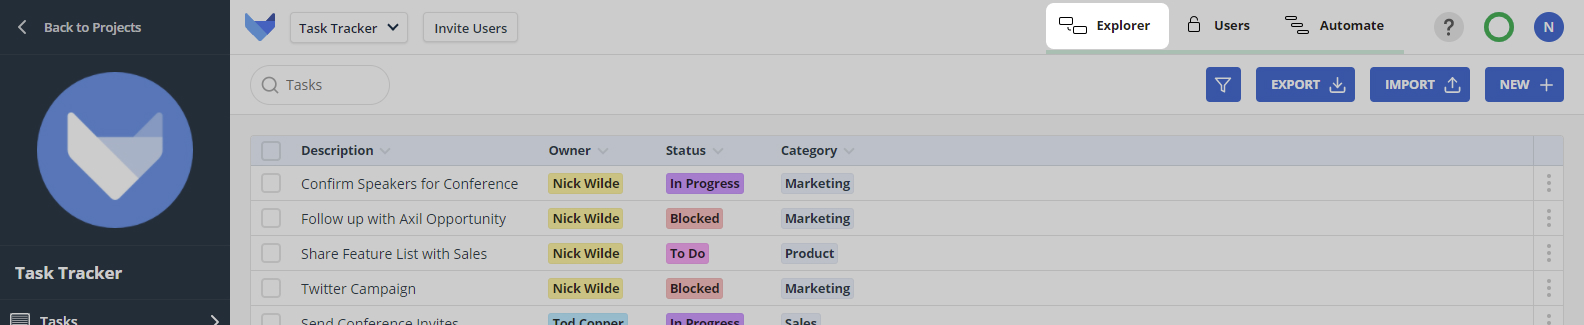 Back to Projects
Task Tracker
Invite Users
Explorer
Users
Automate
?
N
Tasks
EXPORT
IMPORT
NEW
Description Owner Status Category
Confirm Speakers for Conference Nick Wilde In Progress Marketing
Follow up with Axil Opportunity Nick Wilde Blocked Marketing
Share Feature List with Sales Nick Wilde To Do Product
Twitter Campaign Nick Wilde Blocked Marketing
Send Conference Invites Tod Conner In Progress Sales
Task Tracker
Tasks